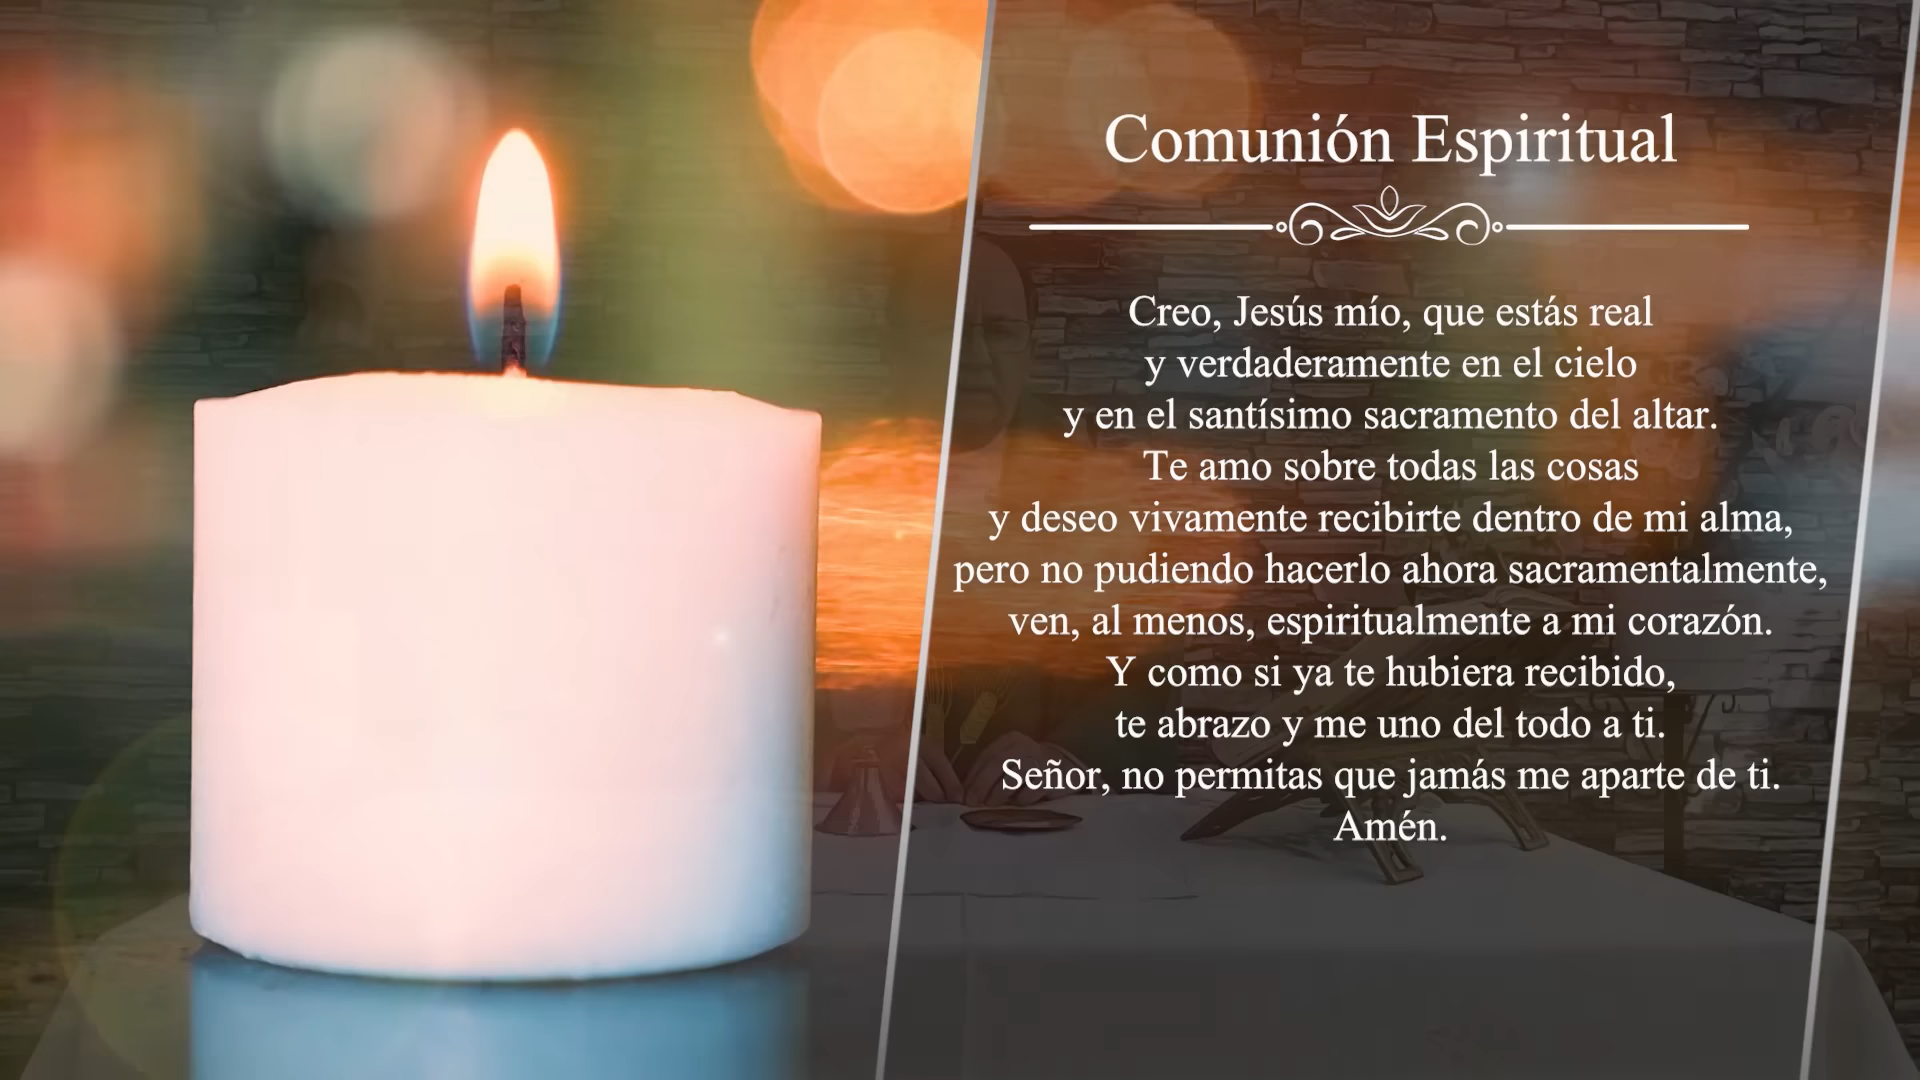 Comunión Espiritual
Creo, Jesús mío, que estás real
y verdaderamente en el cielo
y en el santísimo sacramento del altar.
Te amo sobre todas las cosas
y deseo vivamente recibirte dentro de mi alma,
pero no pudiendo hacerlo ahora sacramentalmente,
ven, al menos, espiritualmente a mi corazón.
Y como si ya te hubiera recibido,
te abrazo y me uno del todo a ti.
Señor, no permitas que jamás me aparte de ti.
Amén.